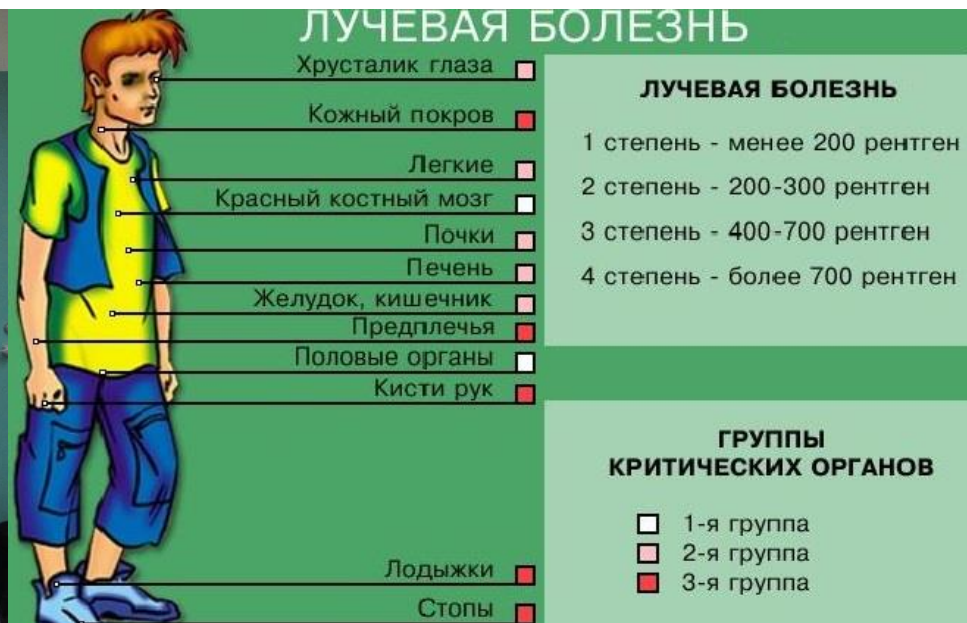 ЛУЧЕВАЯ БОЛЕЗНЬ
Хрусталик глаза
Кожный покров
Легкие
Красный костный мозг
Почки
Печень
Желудок, кишечник
Предплечья
Половые органы
Кисти рук
Лодыжки
Стопы
ЛУЧЕВАЯ БОЛЕЗНЬ
1 степень - менее 200 рентген
2 степень - 200-300 рентген
3 степень - 400-700 рентген
4 степень - более 700 рентген
ГРУППЫ
КРИТИЧЕСКИХ ОРГАНОВ
1-я группа
2-я группа
3-я группа